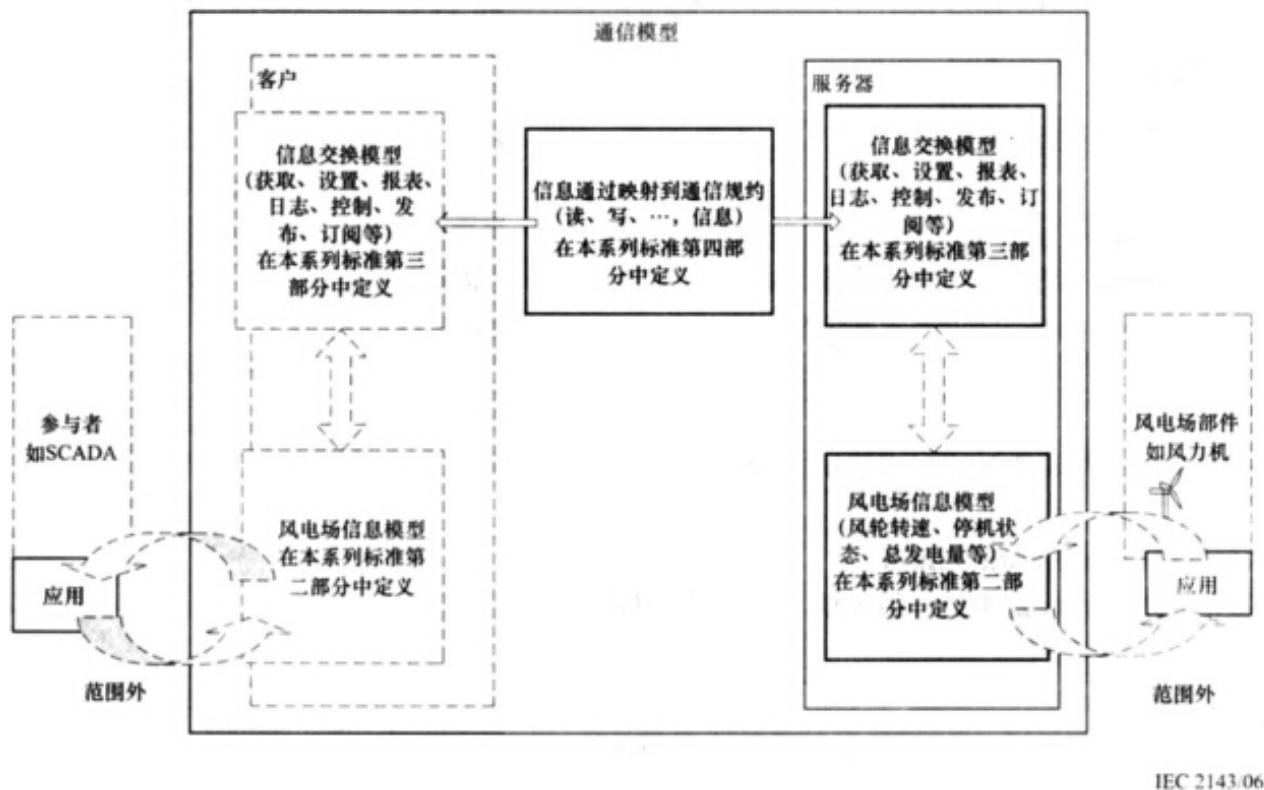 通信模型
客户
信息交换模型
（获取、设置、报表、
日志、控制、发
布、订阅等）
在本系列标准第三
部分中定义
信息通过映射到通信规约
（读、写、…，信息）
在本系列标准第四部
分中定义
服务器
信息交换模型
（获取、设置、报表、
日志、控制、发布、订
阅等）
在本系列标准第三部
分中定义
参与者
如SCADA
应用
范围外
风电场信息模型
在本系列标准第
二部分中定义
风电场信息模型
（风轮转速、停机状
态、总发电量等）
在本系列标准第二部
分中定义
风电场部件
如风力机
应用
范围外
IEC 2143/06